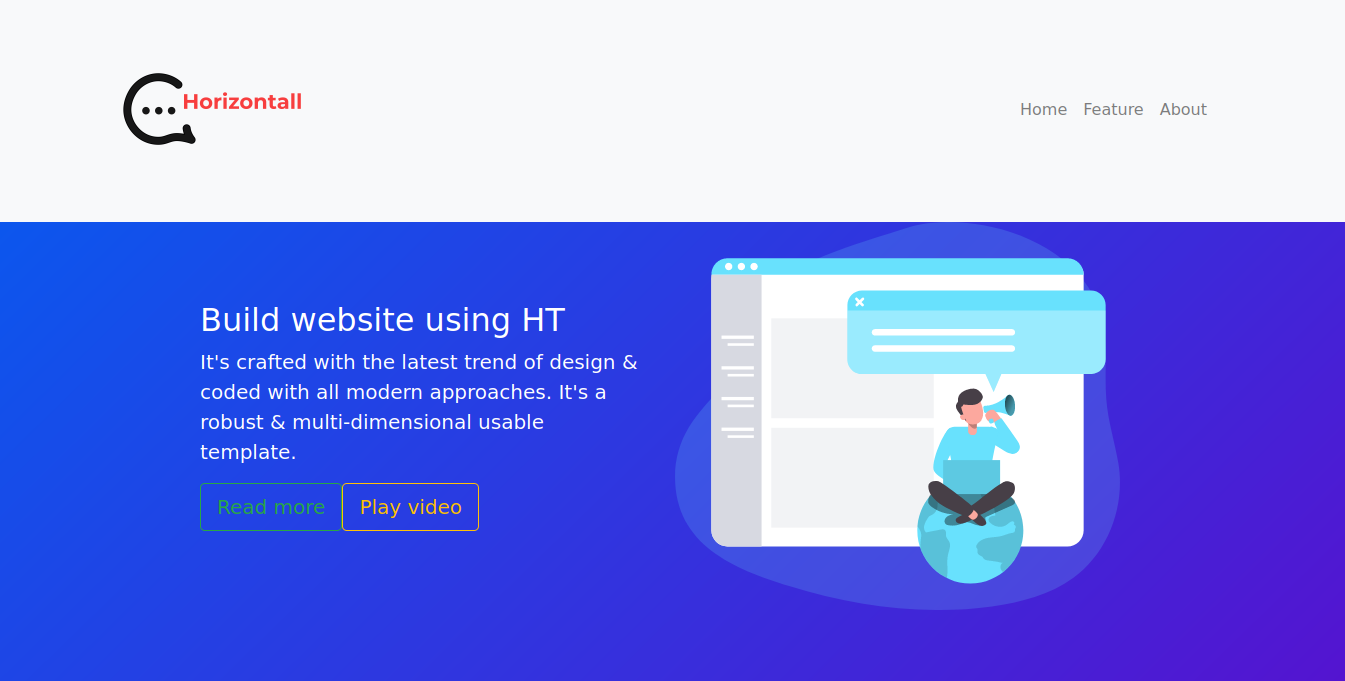 Horizontall
Home Feature About
Build website using HT
It's crafted with the latest trend of design &
coded with all modern approaches. It's a
robust & multi-dimensional usable
template.
Read more Play video